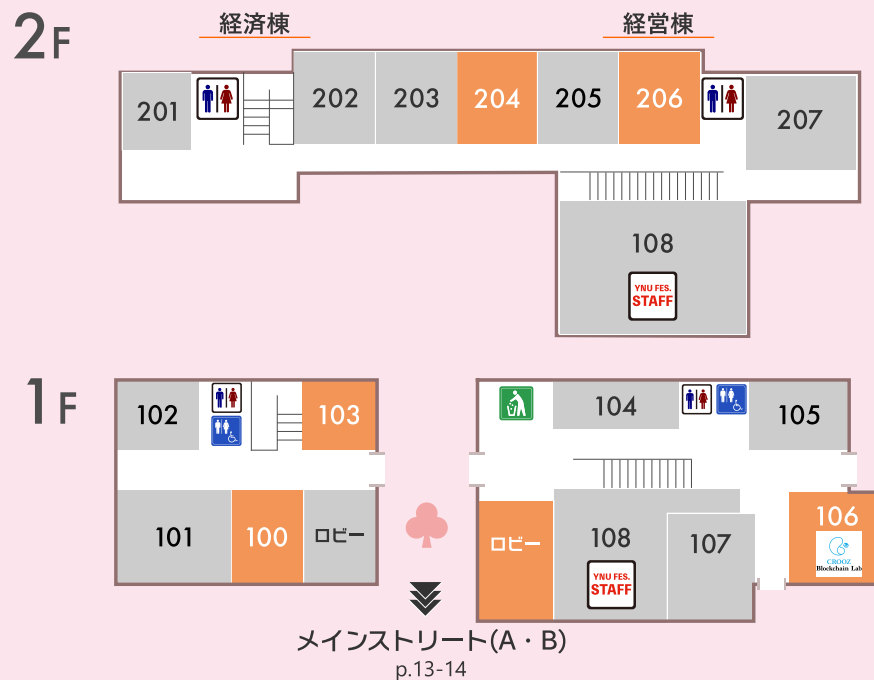 2F
経済棟
経営棟
201
202
203
204
205
206
207
108
YNU FES.
STAFF
1F
102
103
104
105
101
100
ロビー
ロビー
108
YNU FES.
STAFF
107
106
CROOZ
Blockchain Lab
メインストリート(A・B)
p.13-14